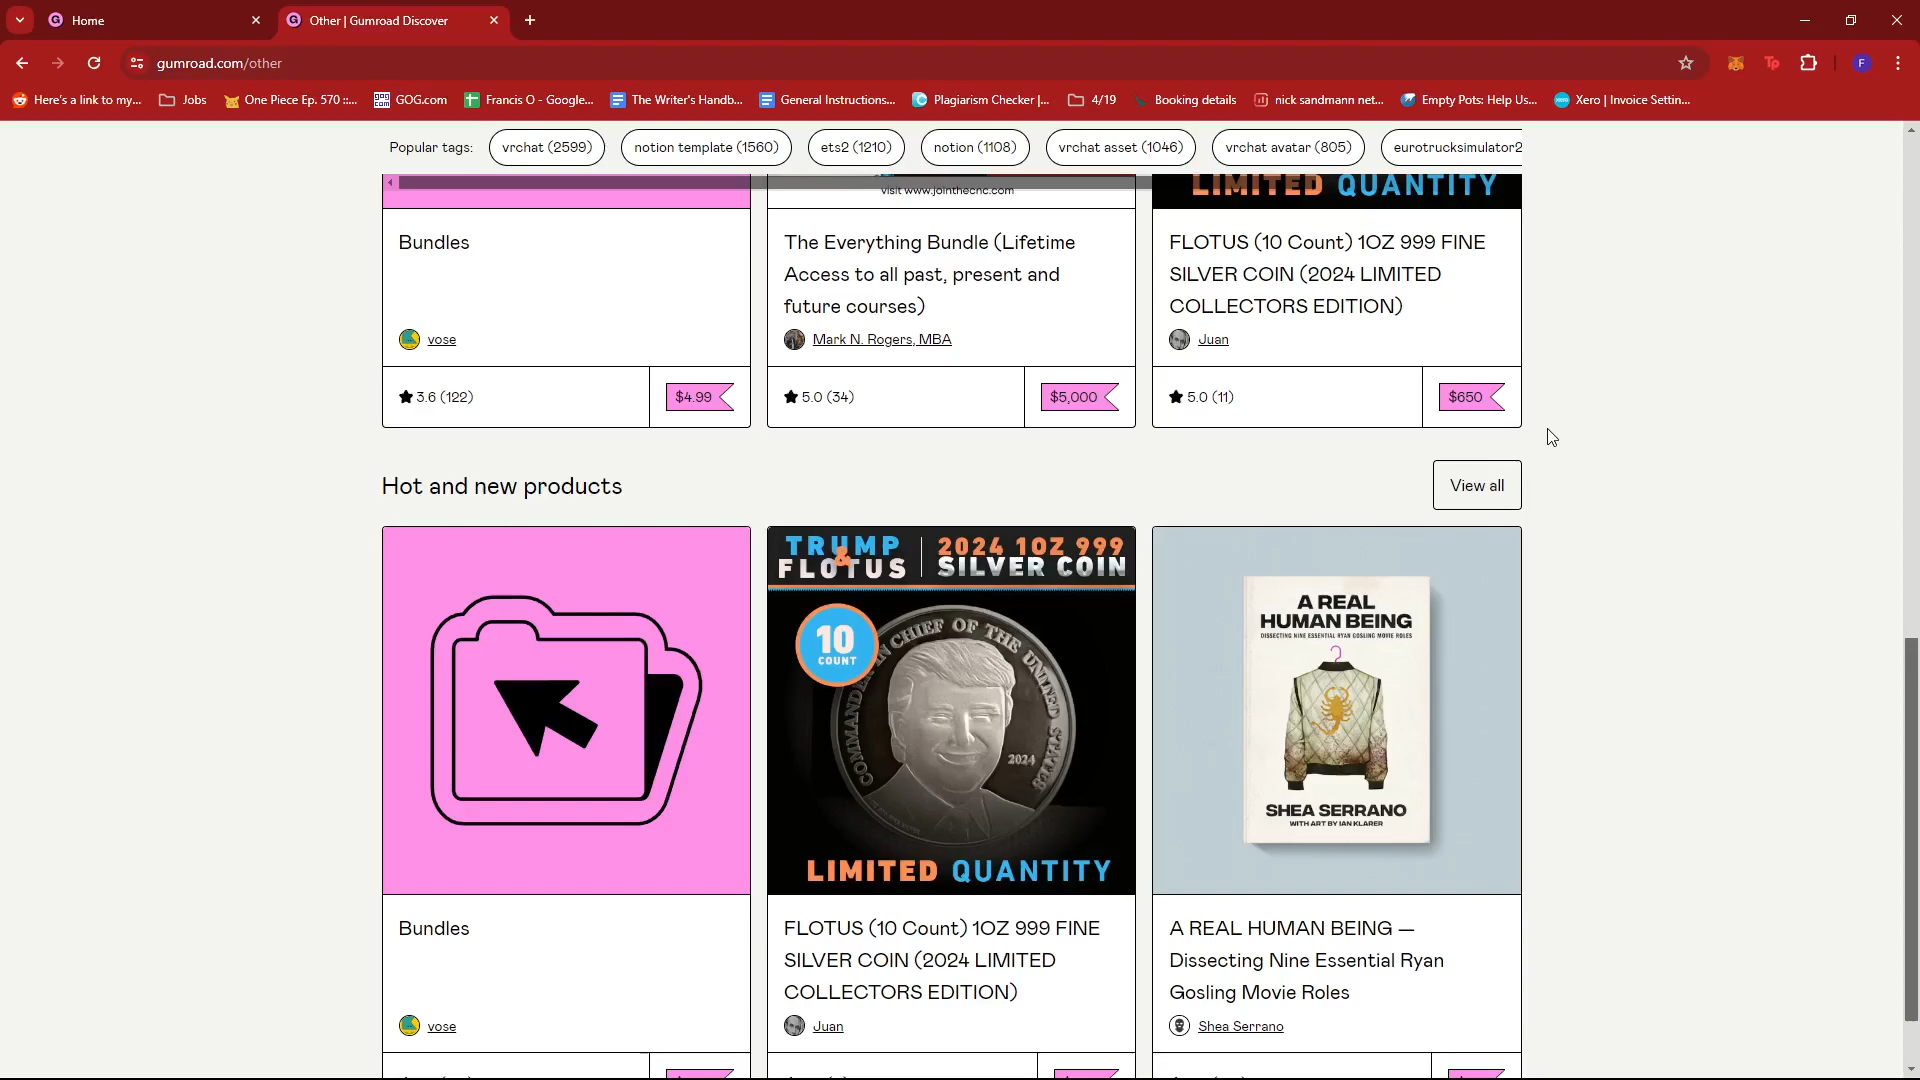 Home
Other | Gumroad Discover
gumroad.com/other
Here's a link to my...
Jobs
One Piece Ep. 570 ::...
GOG.com
Francis O - Google...
The Writer's Handb...
General Instructions...
Plagiarism Checker |...
4/19
Booking details
nick sandmann net...
Empty Pots: Help Us...
Xero | Invoice Settin...
Popular tags:
vrchat (2599)
notion template (1560)
ets2 (1210)
notion (1108)
vrchat asset (1046)
vrchat avatar (805)
eurotrucksimulator2
visit www.jointhecnc.com
LIMITED QUANTITY
Bundles
vose
3.6 (122)
$4.99
The Everything Bundle (Lifetime
Access to all past, present and
future courses)
Mark N. Rogers, MBA
5.0 (34)
$5,000
FLOTUS (10 Count) 1OZ 999 FINE
SILVER COIN (2024 LIMITED
COLLECTORS EDITION)
Juan
5.0 (11)
$650
Hot and new products
View all
TRUMP
&
FLOTUS
2024 1OZ 999
SILVER COIN
10
COUNT
COMMANDER IN CHIEF OF THE UNITED STATES
2024
LIMITED QUANTITY
A REAL
HUMAN BEING
DISSECTING NINE ESSENTIAL RYAN GOSLING MOVIE ROLES
SHEA SERRANO
WITH ART BY IAN KLARER
Bundles
vose
FLOTUS (10 Count) 1OZ 999 FINE
SILVER COIN (2024 LIMITED
COLLECTORS EDITION)
Juan
A REAL HUMAN BEING —
Dissecting Nine Essential Ryan
Gosling Movie Roles
Shea Serrano